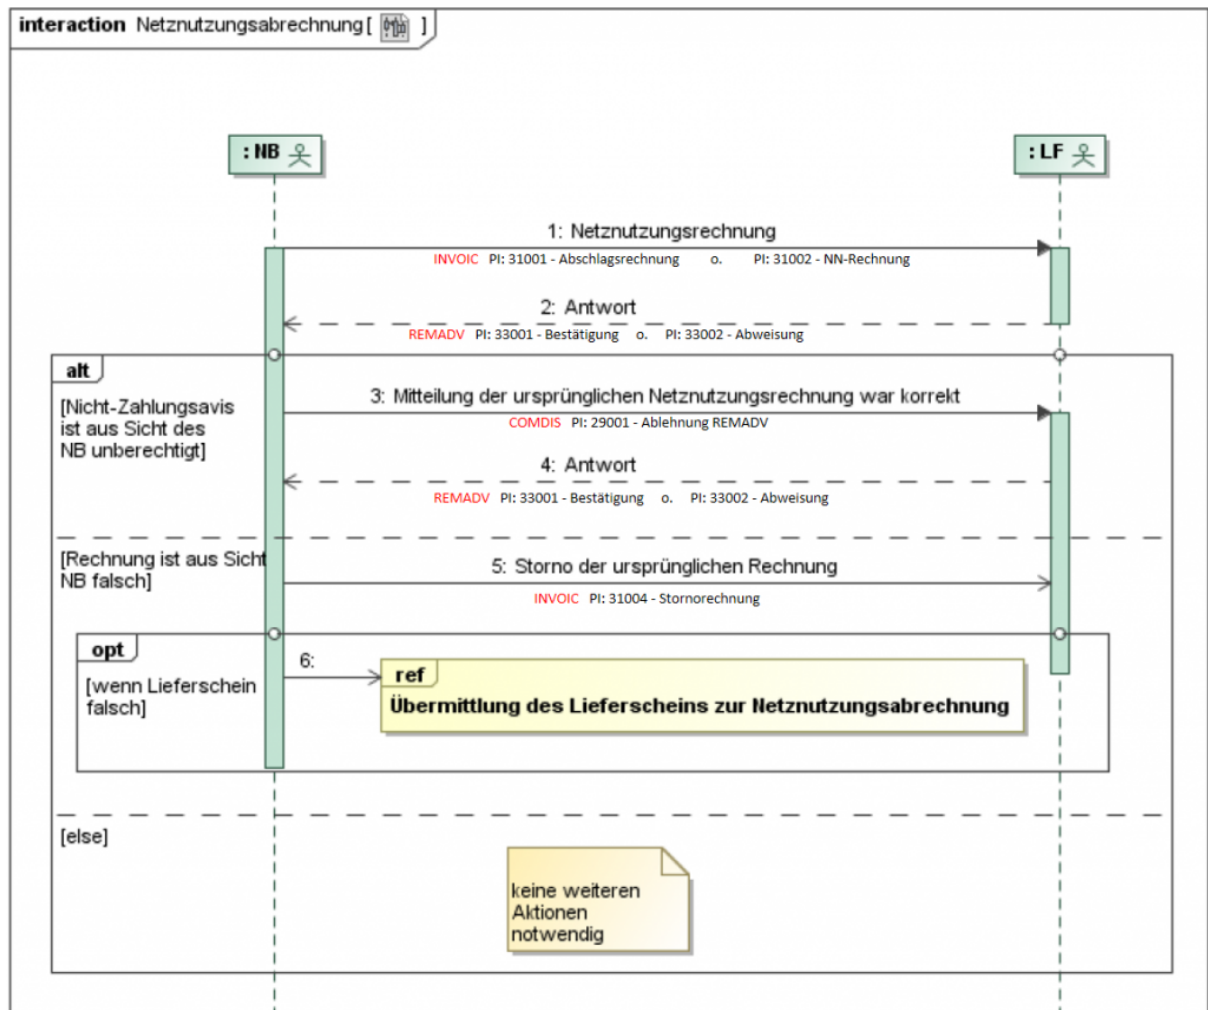 interaction Netznutzungsabrechnung [ ]
: NB
: LF
1: Netznutzungsrechnung
INVOIC PI: 31001 - Abschlagsrechnung o. PI: 31002 - NN-Rechnung
2: Antwort
REMADV PI: 33001 - Bestätigung o. PI: 33002 - Abweisung
alt
[Nicht-Zahlungsavis
ist aus Sicht des
NB unberechtigt]
3: Mitteilung der ursprünglichen Netznutzungsrechnung war korrekt
COMDIS PI: 29001 - Ablehnung REMADV
4: Antwort
REMADV PI: 33001 - Bestätigung o. PI: 33002 - Abweisung
[Rechnung ist aus Sicht
NB falsch]
5: Storno der ursprünglichen Rechnung
INVOIC PI: 31004 - Stornorechnung
opt
[wenn Lieferschein
falsch]
6:
ref
Übermittlung des Lieferscheins zur Netznutzungsabrechnung
[else]
keine weiteren
Aktionen
notwendig